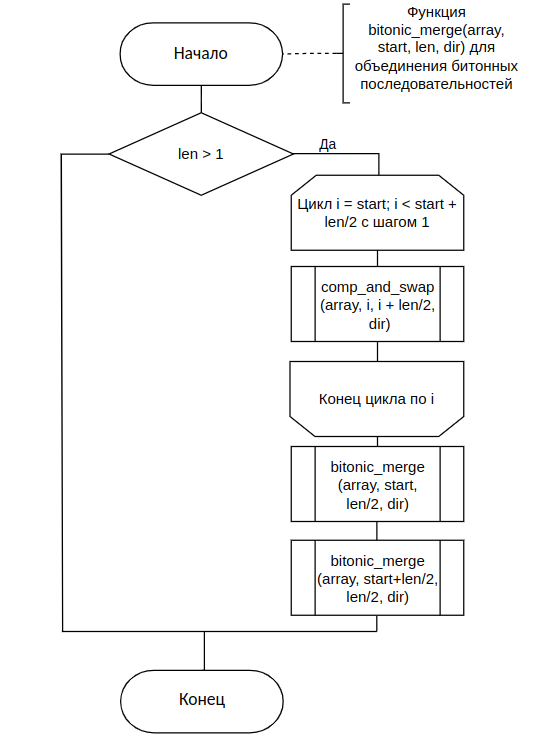 Начало
Функция
bitonic_merge(array,
start, len, dir) для
объединения битонных
последовательностей
len > 1
Да
Цикл i = start; i < start +
len/2 с шагом 1
comp_and_swap
(array, i, i + len/2,
dir)
Конец цикла по i
bitonic_merge
(array, start,
len/2, dir)
bitonic_merge
(array, start+len/2,
len/2, dir)
Конец